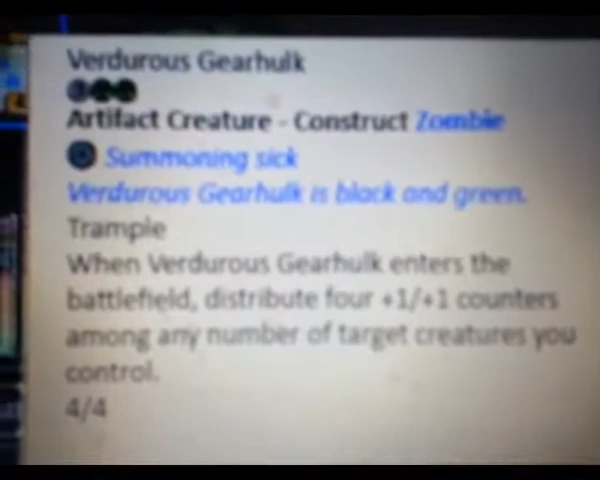 Verdurous Gearhulk
Artifact Creature - Construct Zombie
Summoning sick
Verdurous Gearhulk is black and green.
Trample
When Verdurous Gearhulk enters the
battlefield, distribute four +1/+1 counters
among any number of target creatures you
control.
4/4